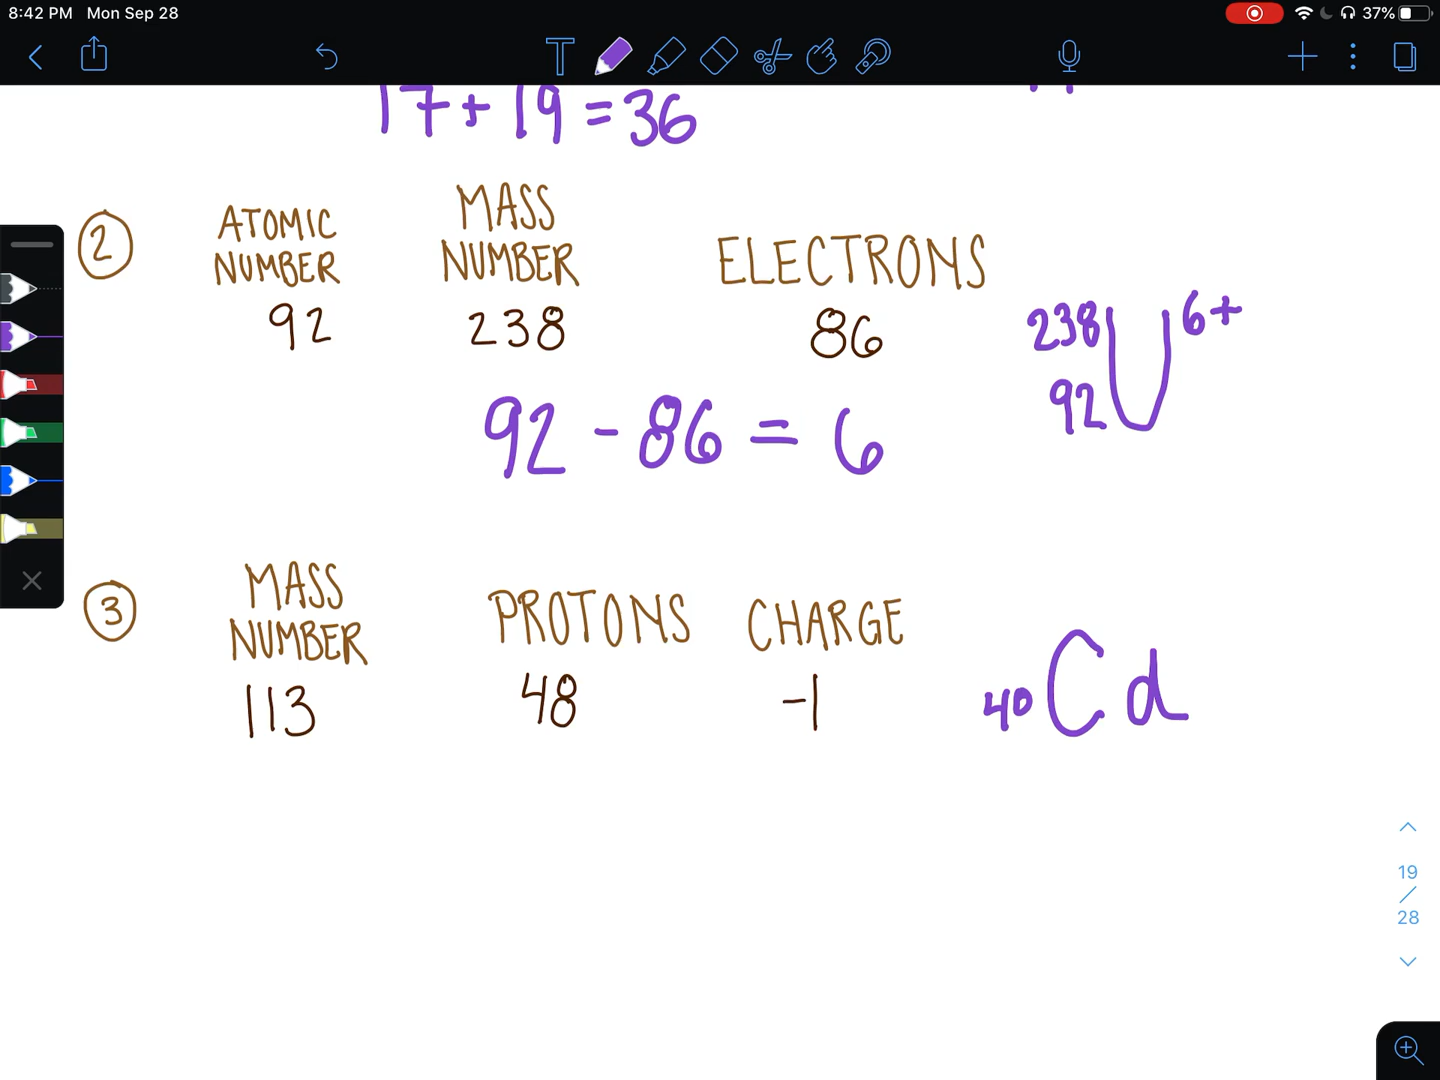 8:42 PM Mon Sep 28
37%
T
17 + 19 = 36
2
ATOMIC NUMBER
92
MASS NUMBER
238
ELECTRONS
86
238 U 6+
92
92 - 86 = 6
3
MASS NUMBER
113
PROTONS
48
CHARGE
-1
40 Cd
19
/
28